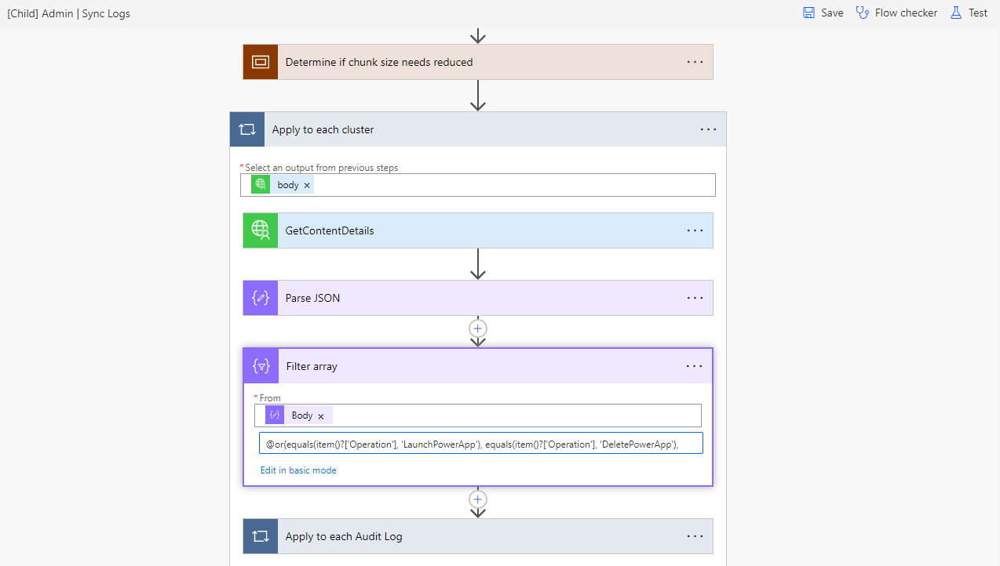 [Child] Admin | Sync Logs
Save
Flow checker
Test
Determine if chunk size needs reduced
Apply to each cluster
*Select an output from previous steps
body
GetContentDetails
Parse JSON
Filter array
*From
Body
@or(equals(item()?['Operation'], 'LaunchPowerApp'), equals(item()?['Operation'], 'DeletePowerApp'),
Edit in basic mode
Apply to each Audit Log